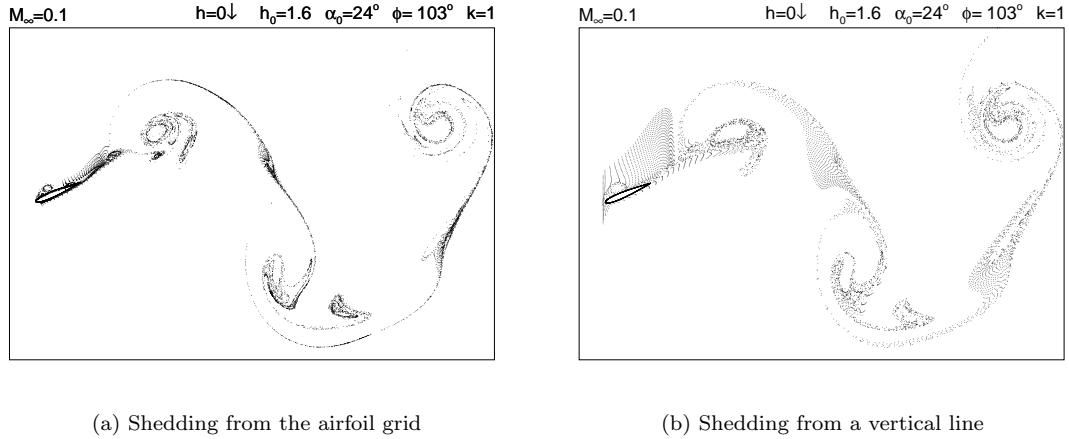 M∞=0.1 h=0↓ h₀=1.6 α₀=24° ϕ= 103° k=1
M∞=0.1 h=0↓ h₀=1.6 α₀=24° ϕ= 103° k=1
(a) Shedding from the airfoil grid
(b) Shedding from a vertical line